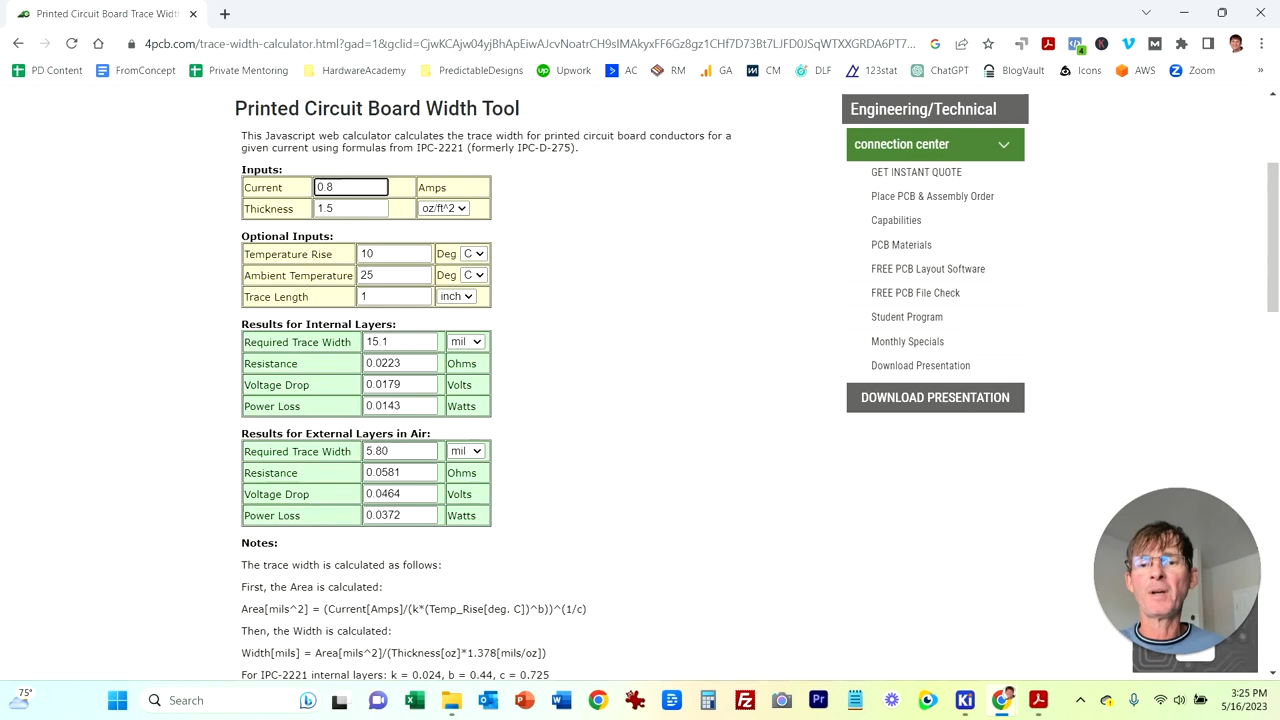 Printed Circuit Board Trace Widt
4pcb.com/trace-width-calculator.html?jad=1&gclid=CjwKCAjw04yjBhApEiwAJcvNoatrCH9sIMAkyxFF6Gz8gz1CHf7D73Bt7LJFD0JSqWTXXGRDA6PT7...
4
PD Content FromConcept Private Mentoring HardwareAcademy PredictableDesigns Upwork AC RM GA CM DLF 123stat ChatGPT BlogVault Icons AWS Zoom »
Printed Circuit Board Width Tool
This Javascript web calculator calculates the trace width for printed circuit board conductors for a
given current using formulas from IPC-2221 (formerly IPC-D-275).
Inputs:
Current 0.8 Amps
Thickness 1.5 oz/ft^2
Optional Inputs:
Temperature Rise 10 Deg C
Ambient Temperature 25 Deg C
Trace Length 1 inch
Results for Internal Layers:
Required Trace Width 15.1 mil
Resistance 0.0223 Ohms
Voltage Drop 0.0179 Volts
Power Loss 0.0143 Watts
Results for External Layers in Air:
Required Trace Width 5.80 mil
Resistance 0.0581 Ohms
Voltage Drop 0.0464 Volts
Power Loss 0.0372 Watts
Notes:
The trace width is calculated as follows:
First, the Area is calculated:
Area[mils^2] = (Current[Amps]/(k*(Temp_Rise[deg. C])^b))^(1/c)
Then, the Width is calculated:
Width[mils] = Area[mils^2]/(Thickness[oz]*1.378[mils/oz])
For IPC-2221 internal layers: k = 0.024, b = 0.44, c = 0.725
Engineering/Technical
connection center
GET INSTANT QUOTE
Place PCB & Assembly Order
Capabilities
PCB Materials
FREE PCB Layout Software
FREE PCB File Check
Student Program
Monthly Specials
Download Presentation
DOWNLOAD PRESENTATION
75°
Search
Pr
Ki
3:25 PM
5/16/2023